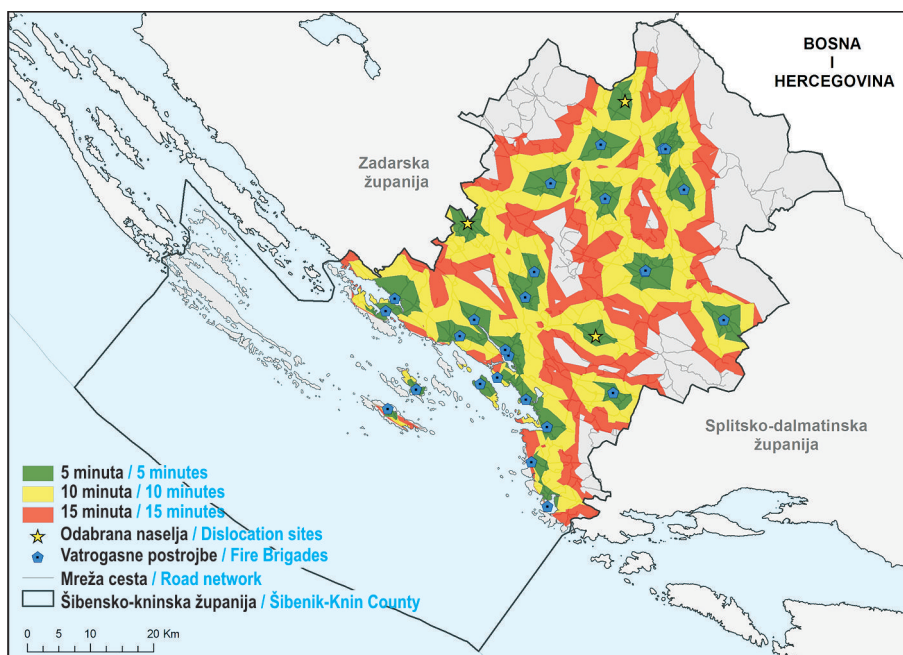 BOSNA
I
HERCEGOVINA
Zadarska
županija
Splitsko-dalmatinska
županija
5 minuta / 5 minutes
10 minuta / 10 minutes
15 minuta / 15 minutes
Odabrana naselja / Dislocation sites
Vatrogasne postrojbe / Fire Brigades
Mreža cesta / Road network
Šibensko-kninska županija / Šibenik-Knin County
0 5 10 20 Km